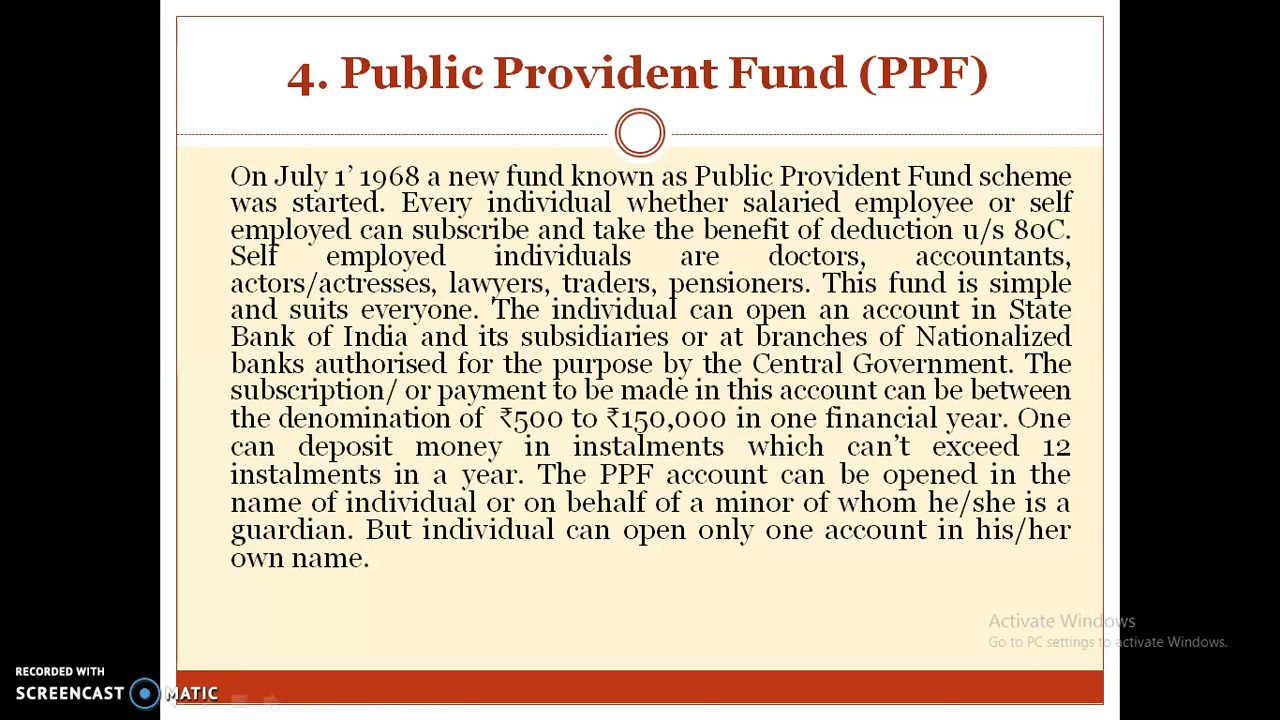 4. Public Provident Fund (PPF)
On July 1’ 1968 a new fund known as Public Provident Fund scheme
was started. Every individual whether salaried employee or self
employed can subscribe and take the benefit of deduction u/s 80C.
Self employed individuals are doctors, accountants,
actors/actresses, lawyers, traders, pensioners. This fund is simple
and suits everyone. The individual can open an account in State
Bank of India and its subsidiaries or at branches of Nationalized
banks authorised for the purpose by the Central Government. The
subscription/ or payment to be made in this account can be between
the denomination of ₹500 to ₹150,000 in one financial year. One
can deposit money in instalments which can’t exceed 12
instalments in a year. The PPF account can be opened in the
name of individual or on behalf of a minor of whom he/she is a
guardian. But individual can open only one account in his/her
own name.
Activate Windows
Go to PC settings to activate Windows.
RECORDED WITH
SCREENCAST MATIC